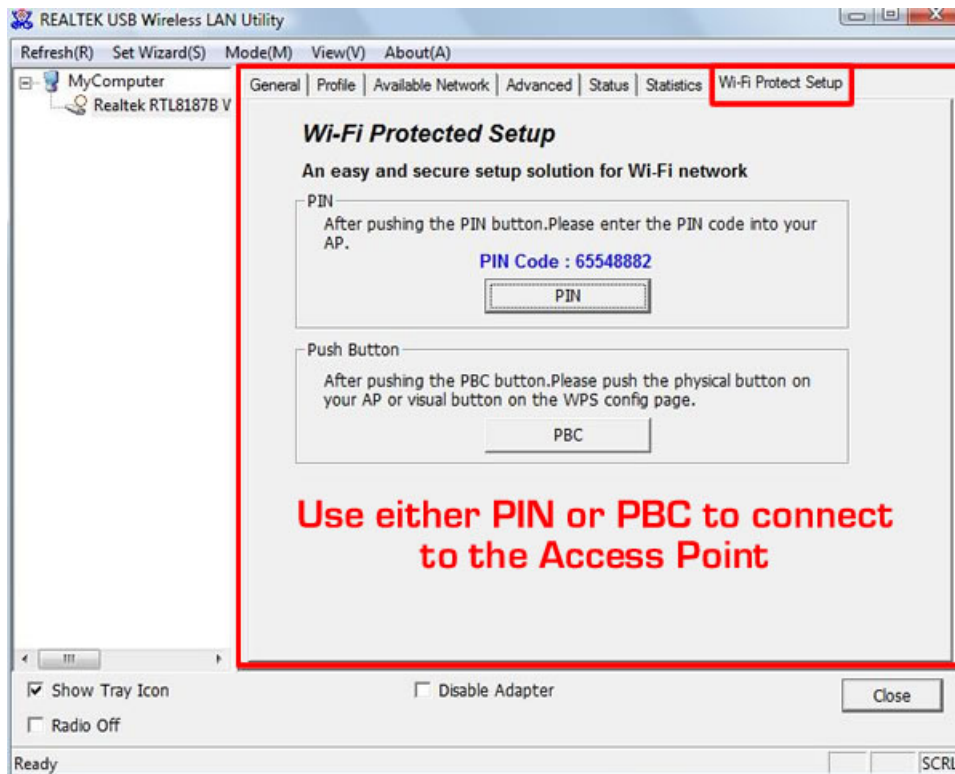 REALTEK USB Wireless LAN Utility
Refresh(R) Set Wizard(S) Mode(M) View(V) About(A)
MyComputer
Realtek RTL8187B V
General Profile Available Network Advanced Status Statistics Wi-Fi Protect Setup
Wi-Fi Protected Setup
An easy and secure setup solution for Wi-Fi network
PIN
After pushing the PIN button.Please enter the PIN code into your
AP.
PIN Code : 65548882
PIN
Push Button
After pushing the PBC button.Please push the physical button on
your AP or visual button on the WPS config page.
PBC
Use either PIN or PBC to connect
to the Access Point
Show Tray Icon
Disable Adapter
Close
Radio Off
Ready
SCRL